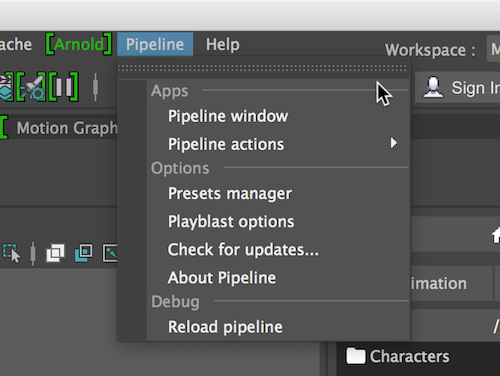 ache [Arnold] Pipeline Help
Workspace : M
Sign In
Apps
Pipeline window
Motion Graph
Pipeline actions
Options
Presets manager
Playblast options
Check for updates...
About Pipeline
imation
Debug
Reload pipeline
/
Characters